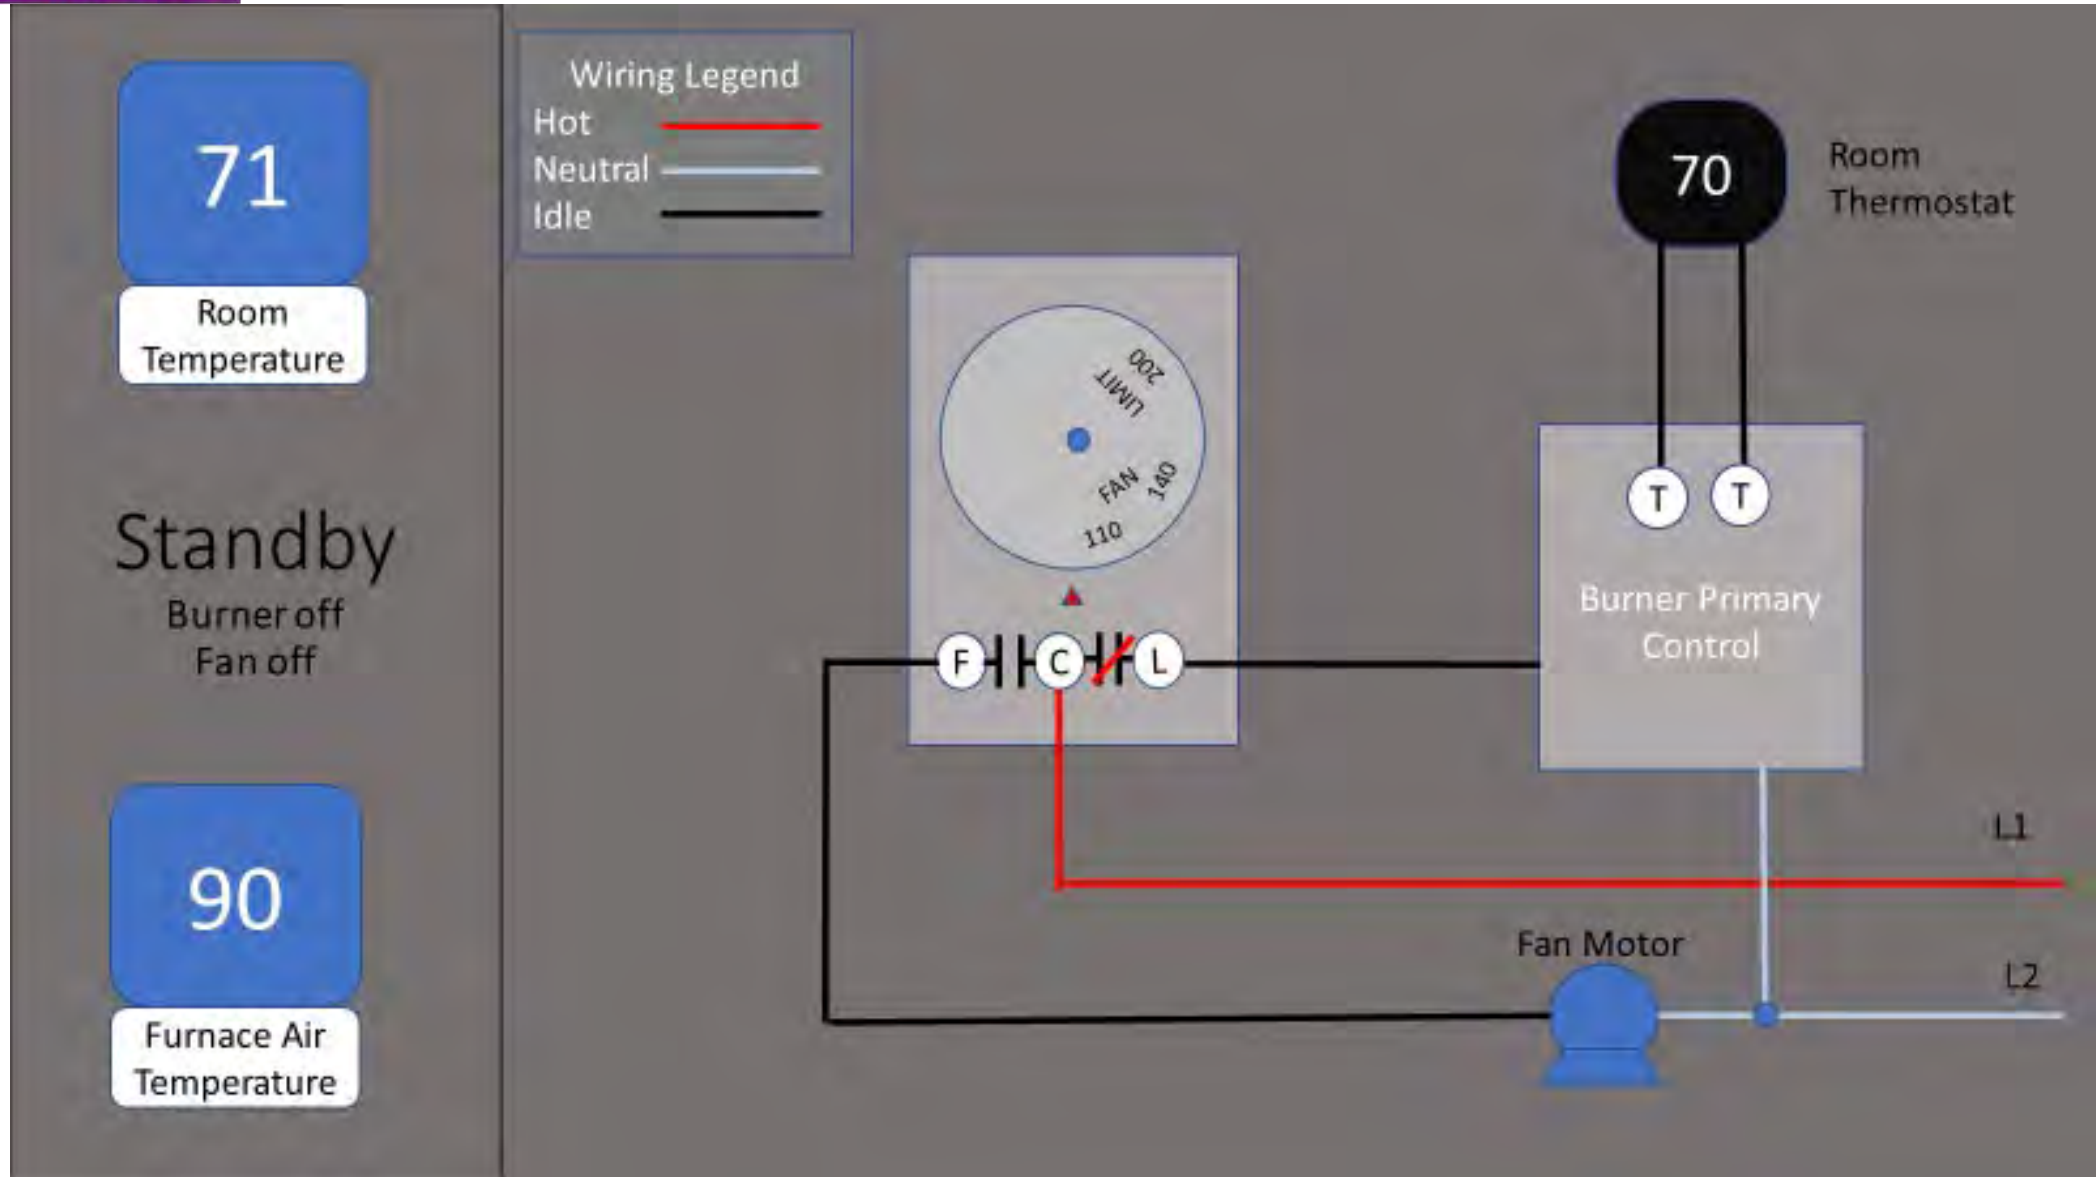 71
Room
Temperature
Standby
Burner off
Fan off
90
Furnace Air
Temperature
Wiring Legend
Hot
Neutral
Idle
200
LIMIT
FAN
140
110
F
C
L
70
Room
Thermostat
T
T
Burner Primary
Control
L1
Fan Motor
L2